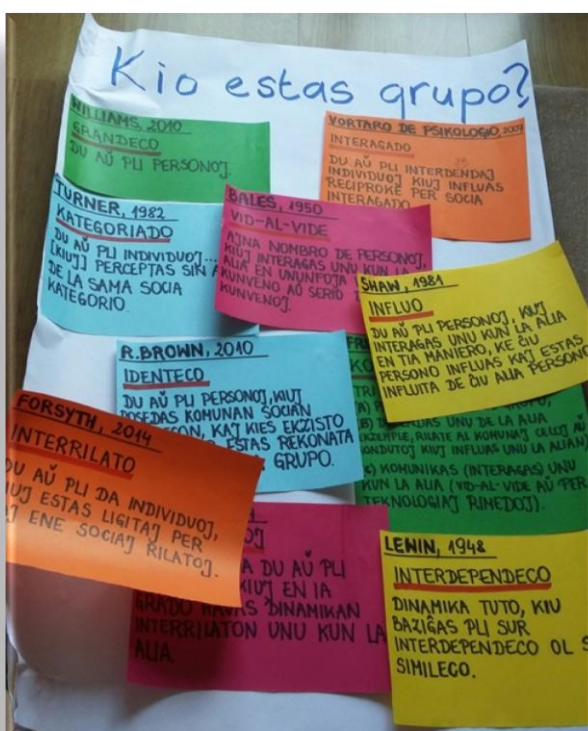 Kio estas grupo?
WILLIAMS, 2010
GRANDECO
DU AŬ PLI PERSONOJ.
VORTARO DE PSIKOLOGIO,
INTERAGADO
DU AŬ PLI INTERDENDAJ
INDIVIDUOJ KIUJ INFLUAS
RECIPROKE PER SOCIA
INTERAGADO
TURNER, 1982
KATEGORIADO
DU AŬ PLI INDIVIDUOJ...
[KIUJ] PERCEPTAS SIN
DE LA SAMA SOCIA
KATEGORIO.
BALES, 1950
VID-AL-VIDE
AJNA NOMBRO DE PERSONOJ,
KIUJ INTERAGAS UNU KUN LA
ALIA EN UNUNFOJA
KUNVENO AŬ SERIO
KUNVENOJ.
SHAW, 1981
INFLUO
DU AŬ PLI PERSONOJ, KIUJ
INTERAGAS UNU KUN LA ALIA
EN TIA MANIERO, KE ĈIU
PERSONO INFLUAS KAJ ESTAS
INFLUITA DE ĈIU ALIA PERSONO
R.BROWN, 2010
IDENTECO
DU AŬ PLI PERSONOJ, KIUJ
POSEDAS KOMUNAN SOCIAN
KAJ KIES EKZISTO
ESTAS REKONATA
GRUPO.
UNU DE LA ALIA
RILATE AL KOMUNAJ CELOJ AŬ
KIUJ INFLUAS UNU LA ALIAN
(C) KOMUNIKAS (INTERAGAS) UNU
KUN LA ALIA (VID-AL-VIDE AŬ PER
TEKNOLOGIAJ RIMEDOJ).
FORSYTH, 2014
INTERRILATO
DU AŬ PLI DA INDIVIDUOJ,
KIUJ ESTAS LIGITAJ PER
ENE SOCIAJ RILATOJ.
DU AŬ PLI
KIUJ EN IA
GRADO HAVAS DINAMIKAN
INTERRILATON UNU KUN LA
ALIA.
LEWIN, 1948
INTERDEPENDECO
DINAMIKA TUTO, KIU
BAZIĜAS PLI SUR
INTERDEPENDECO OL
SIMILECO.